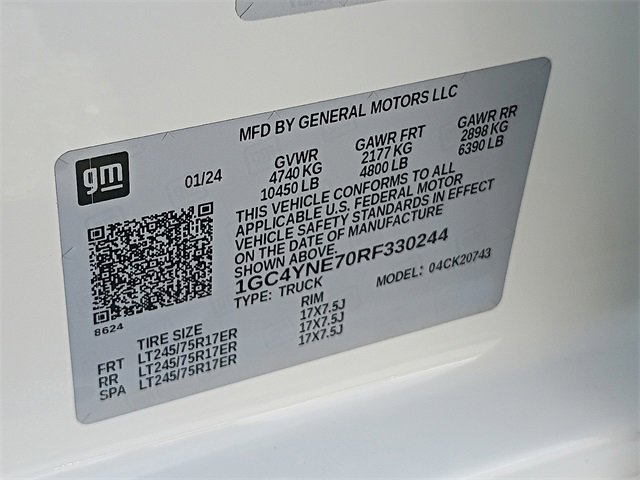 MFD BY GENERAL MOTORS LLC
gm
01/24
GVWR
4740 KG
10450 LB
GAWR FRT
2177 KG
4800 LB
GAWR RR
2898 KG
6390 LB
THIS VEHICLE CONFORMS TO ALL
APPLICABLE U.S. FEDERAL MOTOR
VEHICLE SAFETY STANDARDS IN EFFECT
ON THE DATE OF MANUFACTURE
SHOWN ABOVE.
1GC4YNE70RF330244
TYPE: TRUCK
MODEL: 04CK20743
8624
TIRE SIZE
RIM
FRT LT245/75R17ER 17X7.5J
RR LT245/75R17ER 17X7.5J
SPA LT245/75R17ER 17X7.5J